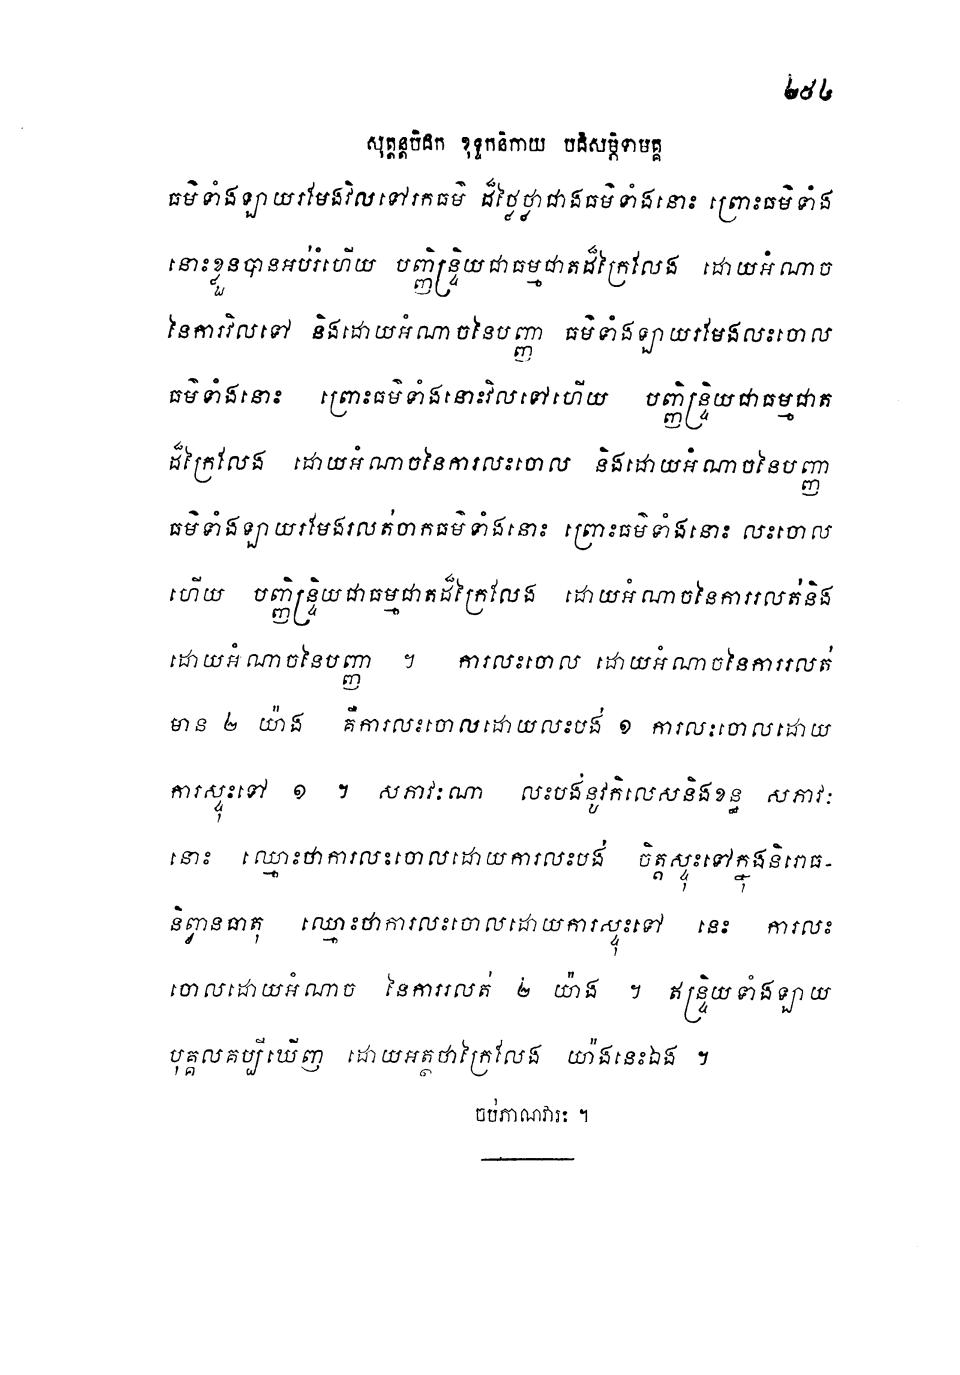 ២៩៤
សុត្តន្តបិដក ខុទ្ទកនិកាយ បដិសម្ភិទាមគ្គ
ធម៌ទាំងឡាយរមែងវិលទៅរកធម៌ ដ៏ថ្លៃថ្លាជាងធម៌ទាំងនោះ ព្រោះធម៌ទាំង
នោះខ្លួនបានអប់រំហើយ បញ្ញិន្ទ្រិយជាធម្មជាតដ៏ក្រៃលែង ដោយអំណាច
នៃការវិលទៅ និងដោយអំណាចនៃបញ្ញា ធម៌ទាំងឡាយរមែងលះចោល
ធម៌ទាំងនោះ ព្រោះធម៌ទាំងនោះវិលទៅហើយ បញ្ញិន្ទ្រិយជាធម្មជាត
ដ៏ក្រៃលែង ដោយអំណាចនៃការលះចោល និងដោយអំណាចនៃបញ្ញា
ធម៌ទាំងឡាយរមែងរលត់ចាកធម៌ទាំងនោះ ព្រោះធម៌ទាំងនោះ លះចោល
ហើយ បញ្ញិន្ទ្រិយជាធម្មជាតដ៏ក្រៃលែង ដោយអំណាចនៃការរលត់និង
ដោយអំណាចនៃបញ្ញា ។ ការលះចោល ដោយអំណាចនៃការរលត់
មាន ២ យ៉ាង គឺការលះចោលដោយលះបង់ ១ ការលះចោលដោយ
ការស្ទុះទៅ ១ ។ សភាវៈណា លះបង់នូវកិលេសនិងខន្ធ សភាវៈ
នោះ ឈ្មោះថាការលះចោលដោយការលះបង់ ចិត្តស្ទុះទៅក្នុងនិរោធ-
និព្វានធាតុ ឈ្មោះថាការលះចោលដោយការស្ទុះទៅ នេះ ការលះ
ចោលដោយអំណាច នៃការរលត់ ២ យ៉ាង ។ ឥន្ទ្រិយទាំងឡាយ
បុគ្គលគប្បីឃើញ ដោយអត្ថថាក្រៃលែង យ៉ាងនេះឯង ។
ចប់ភាណវារៈ ។